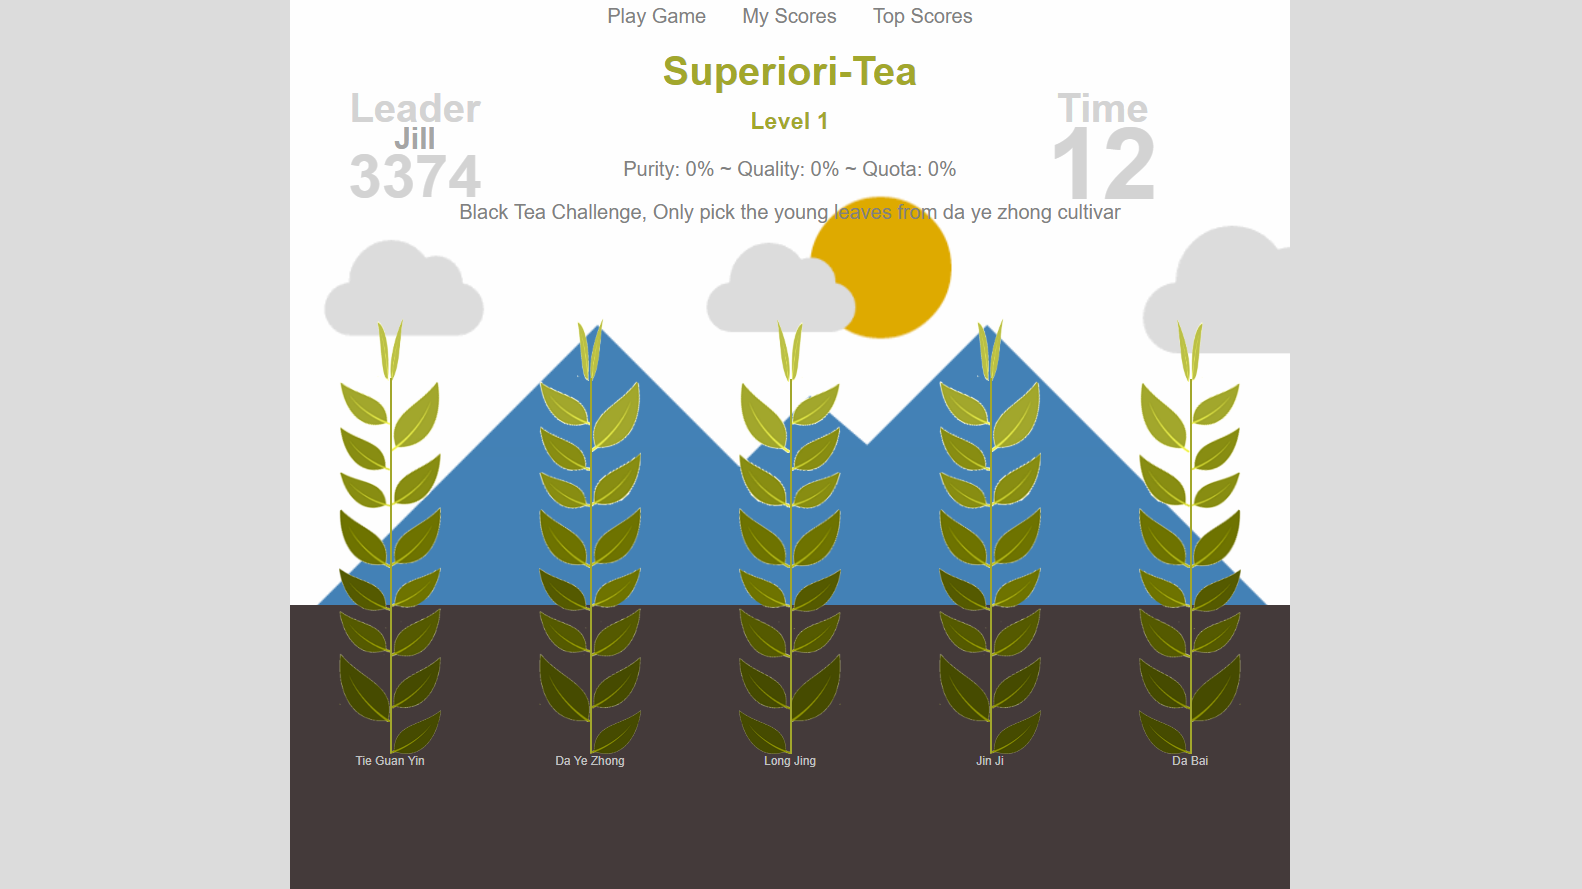 Play Game My Scores Top Scores
Superiori-Tea
Level 1
Leader
Jill
3374
Time
12
Purity: 0% ~ Quality: 0% ~ Quota: 0%
Black Tea Challenge, Only pick the young leaves from da ye zhong cultivar
Tie Guan Yin Da Ye Zhong Long Jing Jin Ji Da Bai